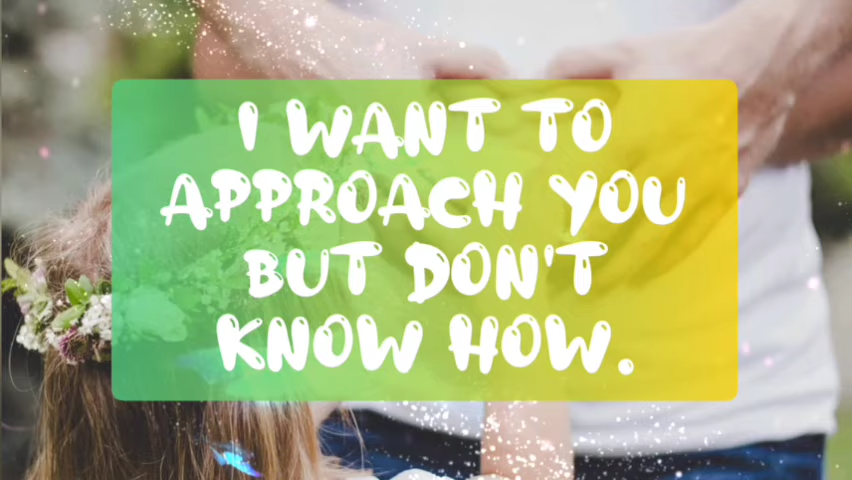 I WANT TO
APPROACH YOU
BUT DON'T
KNOW HOW.